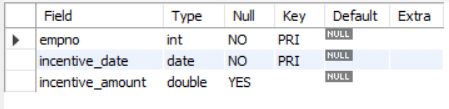 Field Type Null Key Default Extra
empno int NO PRI NULL
incentive_date date NO PRI NULL
incentive_amount double YES NULL